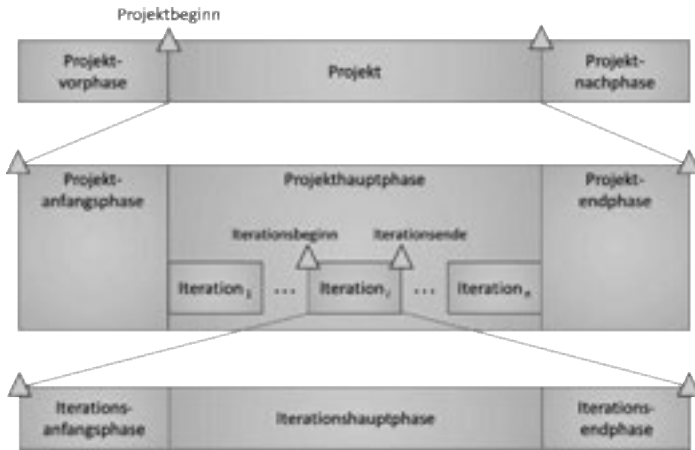 Projektbeginn
Projekt-
vorphase
Projekt
Projekt-
nachphase
Projekt-
anfangsphase
Projekthauptphase
Projekt-
endphase
Iterationsbeginn
Iterationsende
Iteration 1
...
Iteration i
...
Iteration n
Iterations-
anfangsphase
Iterationshauptphase
Iterations-
endphase